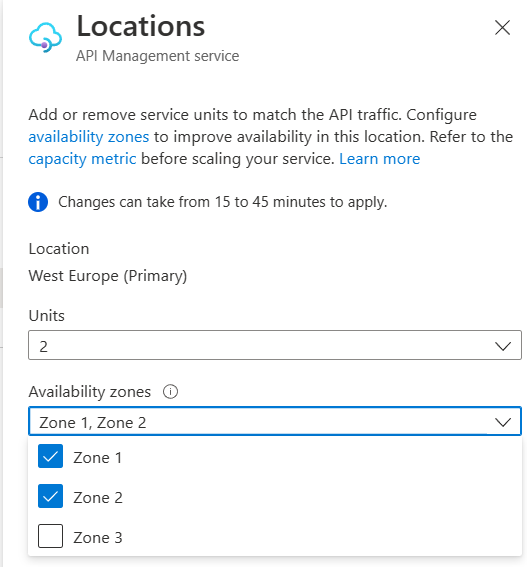 Locations
API Management service
Add or remove service units to match the API traffic. Configure
availability zones to improve availability in this location. Refer to the
capacity metric before scaling your service. Learn more
Changes can take from 15 to 45 minutes to apply.
Location
West Europe (Primary)
Units
2
Availability zones
Zone 1, Zone 2
Zone 1
Zone 2
Zone 3